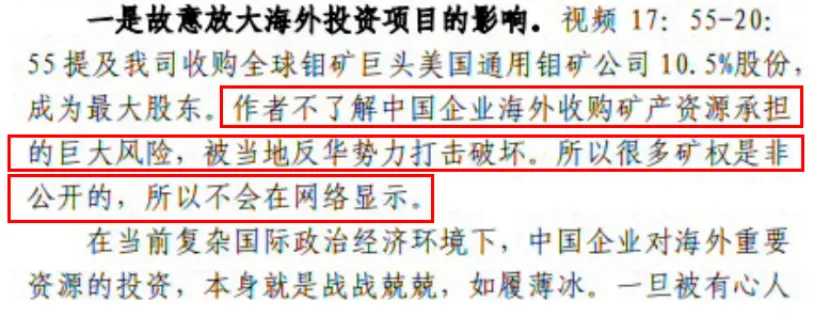 一是故意放大海外投资项目的影响。视频 17：55-20：
55 提及我司收购全球钼矿巨头美国通用钼矿公司 10.5%股份，
成为最大股东。作者不了解中国企业海外收购矿产资源承担
的巨大风险，被当地反华势力打击破坏。所以很多矿权是非
公开的，所以不会在网络显示。
在当前复杂国际政治经济环境下，中国企业对海外重要
资源的投资，本身就是战战兢兢，如履薄冰。一旦被有心人